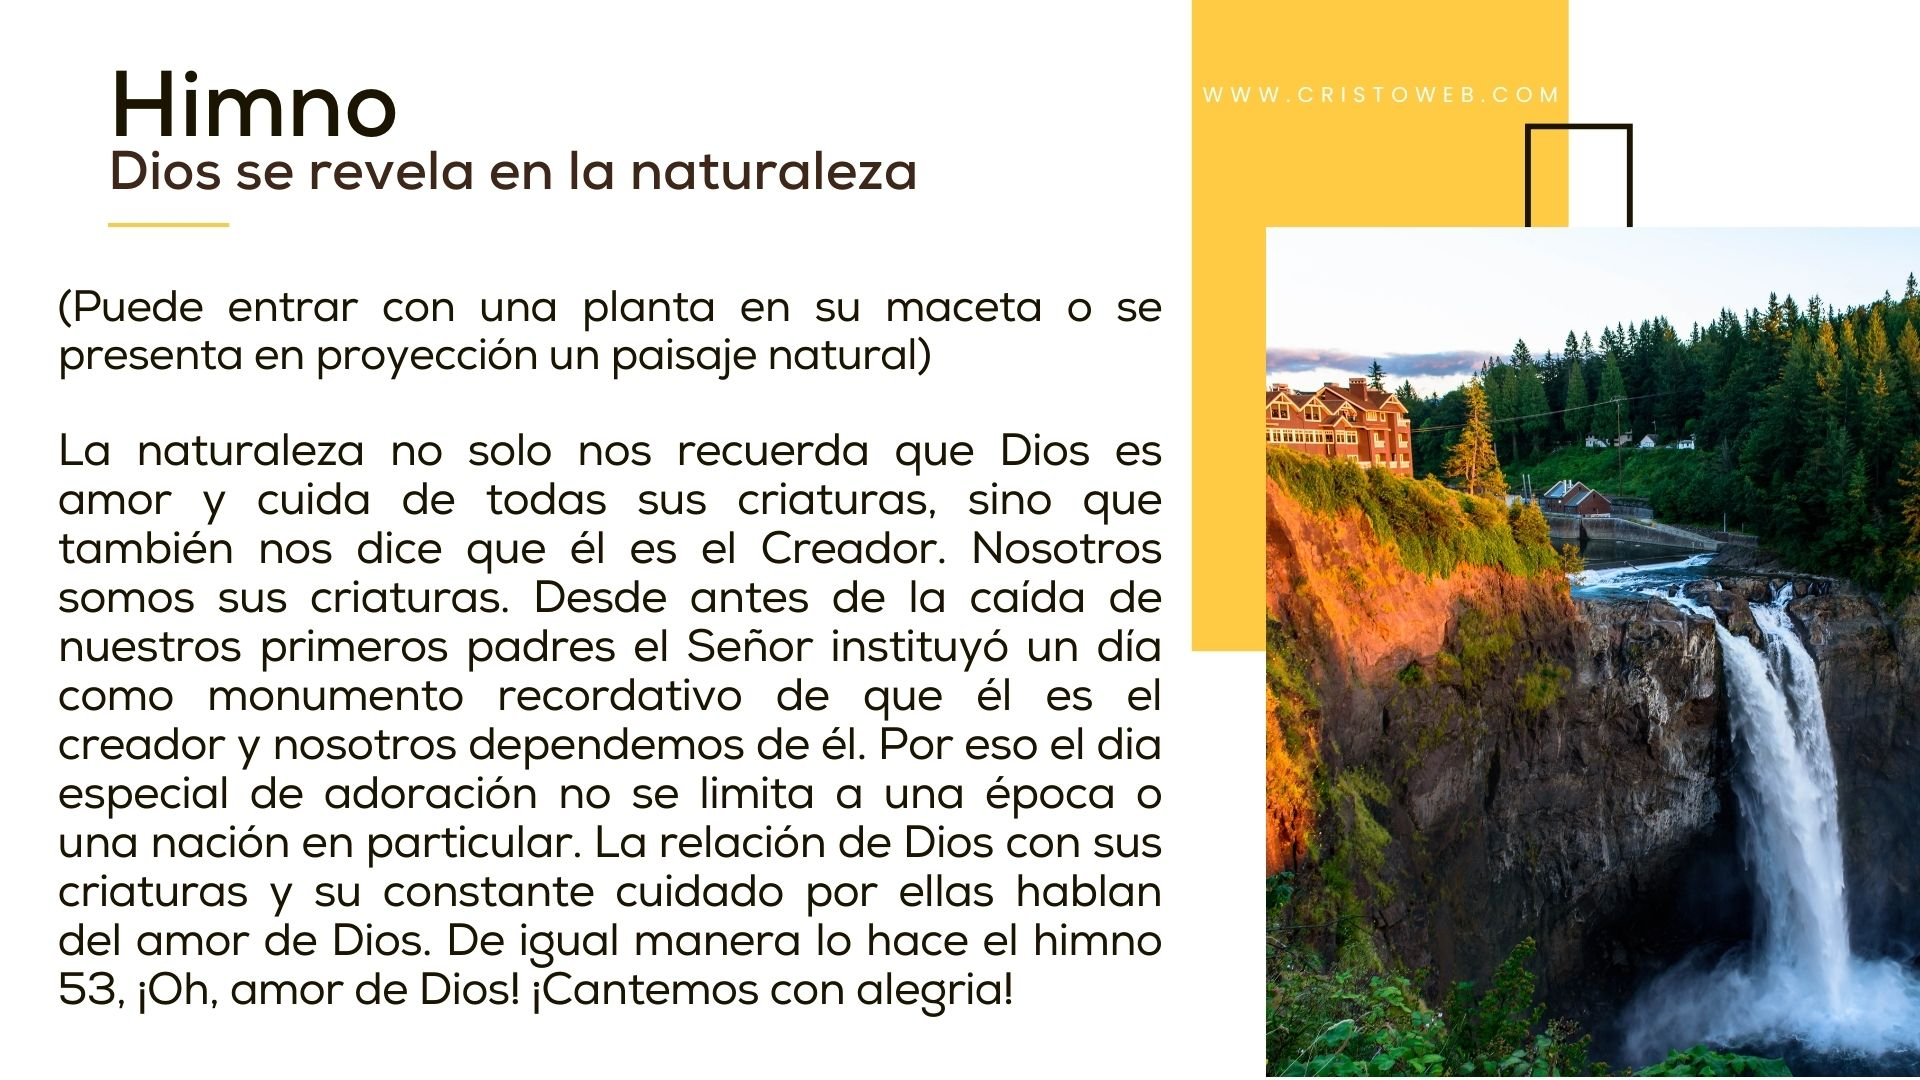 Himno
Dios se revela en la naturaleza
WWW.CRISTOWEB.COM
(Puede entrar con una planta en su maceta o se
presenta en proyección un paisaje natural)
La naturaleza no solo nos recuerda que Dios es
amor y cuida de todas sus criaturas, sino que
también nos dice que él es el Creador. Nosotros
somos sus criaturas. Desde antes de la caída de
nuestros primeros padres el Señor instituyó un día
como monumento recordativo de que él es el
creador y nosotros dependemos de él. Por eso el dia
especial de adoración no se limita a una época o
una nación en particular. La relación de Dios con sus
criaturas y su constante cuidado por ellas hablan
del amor de Dios. De igual manera lo hace el himno
53, ¡Oh, amor de Dios! ¡Cantemos con alegria!